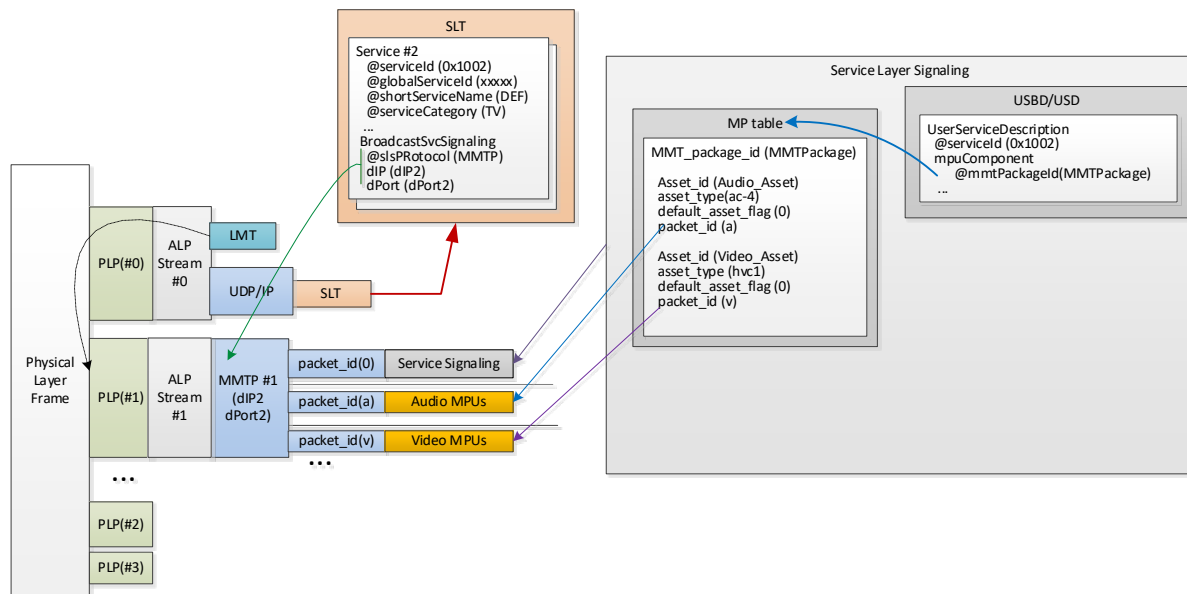 SLT
Service #2
@serviceId (0x1002)
@globalServiceId (xxxxx)
@shortServiceName (DEF)
@serviceCategory (TV)
...
BroadcastSvcSignaling
@slsPRotocol (MMTP)
dIP (dIP2)
dPort (dPort2)
Service Layer Signaling
USBD/USD
UserServiceDescription
@serviceId (0x1002)
mpuComponent
@mmtPackageId(MMTPackage)
...
MP table
MMT_package_id (MMTPackage)
Asset_id (Audio_Asset)
asset_type(ac-4)
default_asset_flag (0)
packet_id (a)
Asset_id (Video_Asset)
asset_type (hvc1)
default_asset_flag (0)
packet_id (v)
Physical
Layer
Frame
PLP(#0)
ALP
Stream
#0
LMT
UDP/IP
SLT
PLP(#1)
ALP
Stream
#1
MMTP #1
(dIP2
dPort2)
packet_id(0)
Service Signaling
packet_id(a)
Audio MPUs
packet_id(v)
Video MPUs
...
...
PLP(#2)
PLP(#3)